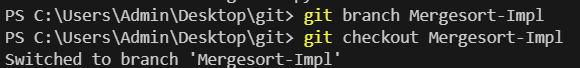 PS C:\Users\Admin\Desktop\git> git branch Mergesort-Impl
PS C:\Users\Admin\Desktop\git> git checkout Mergesort-Impl
Switched to branch 'Mergesort-Impl'